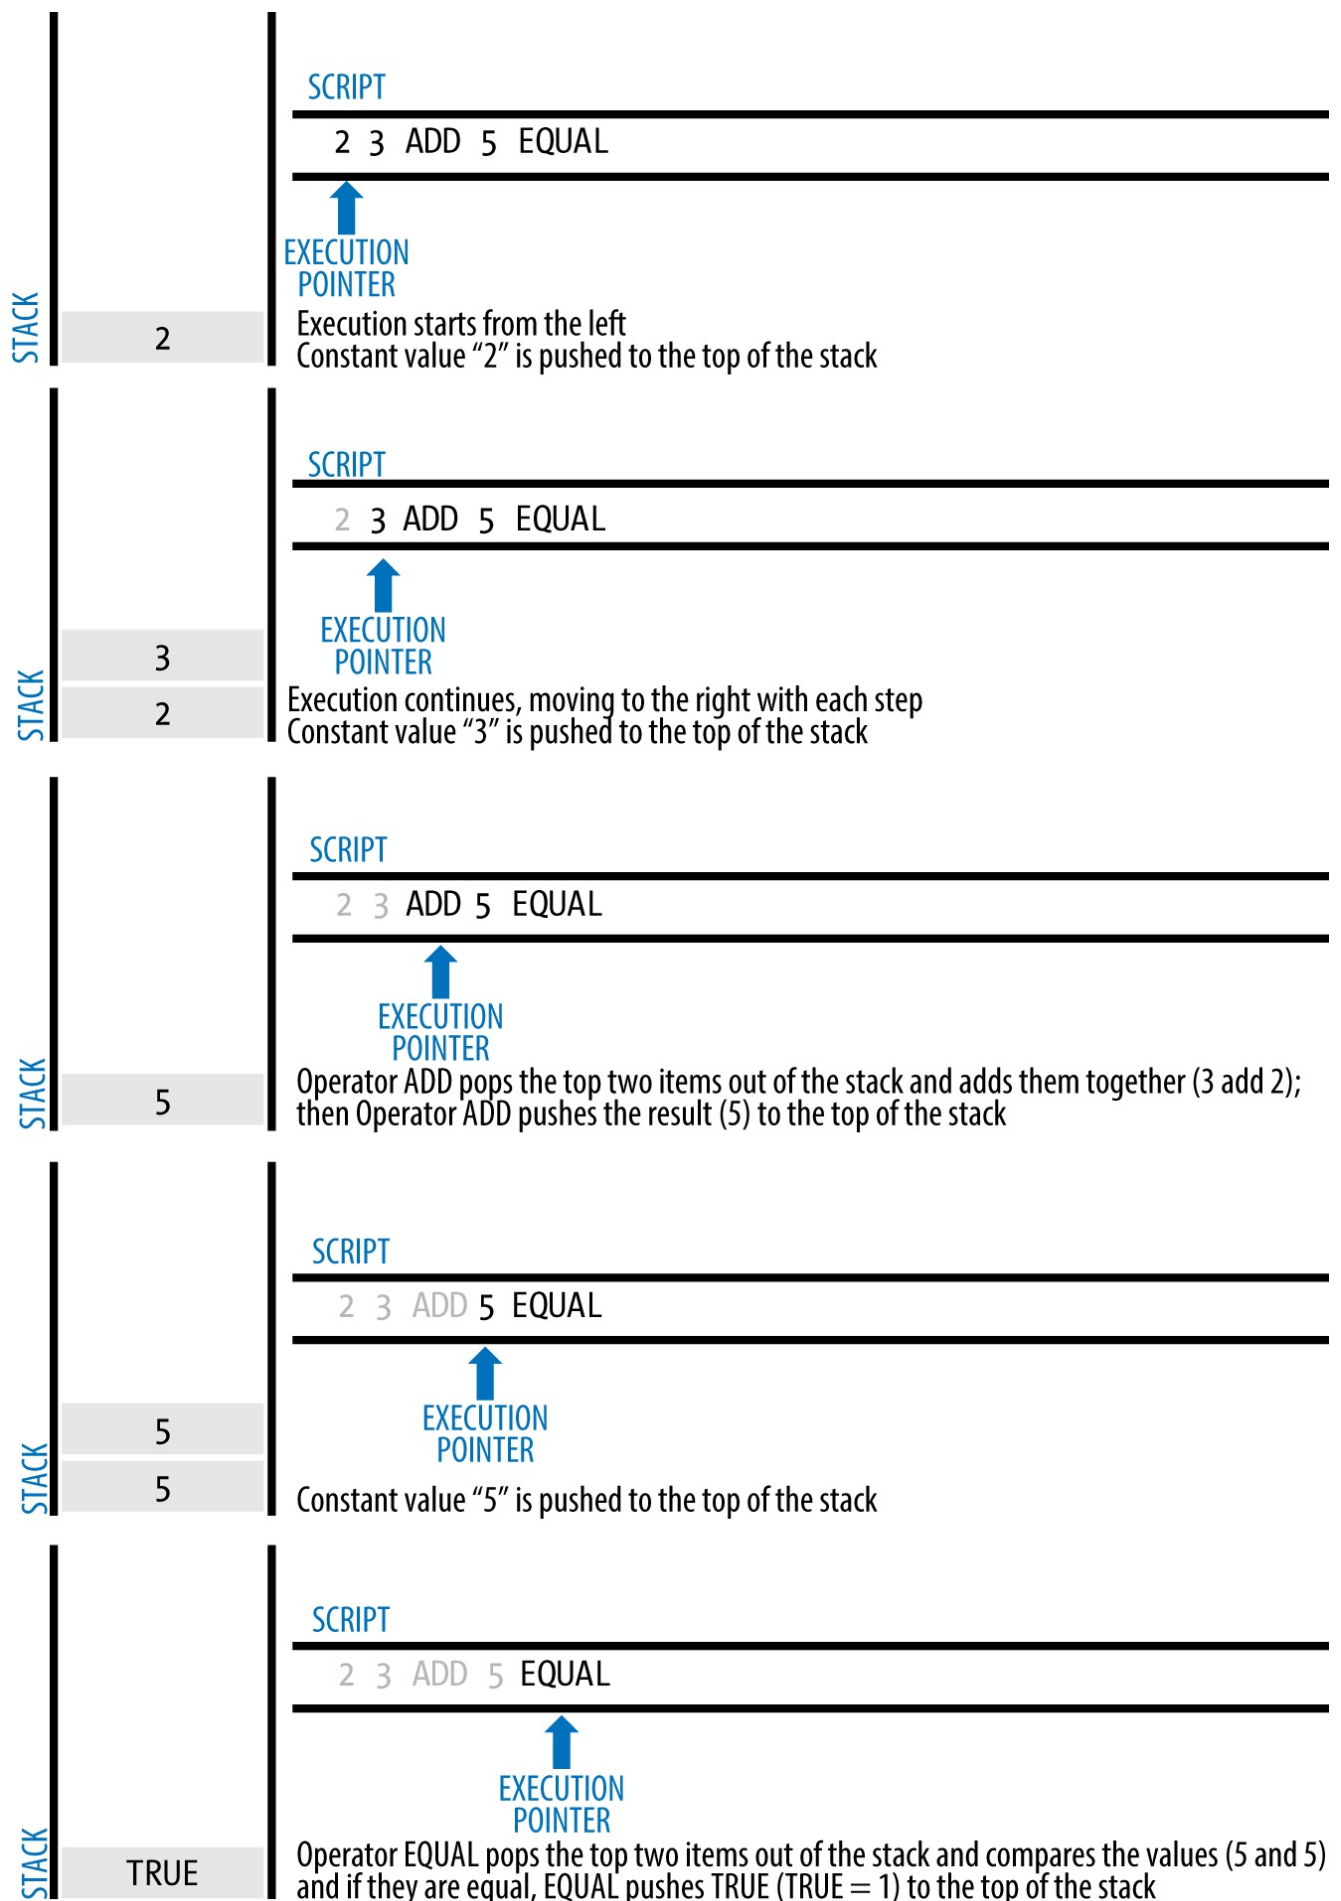 SCRIPT
2 3 ADD 5 EQUAL
EXECUTION
POINTER
STACK
2
Execution starts from the left
Constant value “2” is pushed to the top of the stack
SCRIPT
2 3 ADD 5 EQUAL
EXECUTION
POINTER
STACK
3
2
Execution continues, moving to the right with each step
Constant value “3” is pushed to the top of the stack
SCRIPT
2 3 ADD 5 EQUAL
EXECUTION
POINTER
STACK
5
Operator ADD pops the top two items out of the stack and adds them together (3 add 2);
then Operator ADD pushes the result (5) to the top of the stack
SCRIPT
2 3 ADD 5 EQUAL
EXECUTION
POINTER
STACK
5
5
Constant value “5” is pushed to the top of the stack
SCRIPT
2 3 ADD 5 EQUAL
EXECUTION
POINTER
STACK
TRUE
Operator EQUAL pops the top two items out of the stack and compares the values (5 and 5)
and if they are equal, EQUAL pushes TRUE (TRUE = 1) to the top of the stack